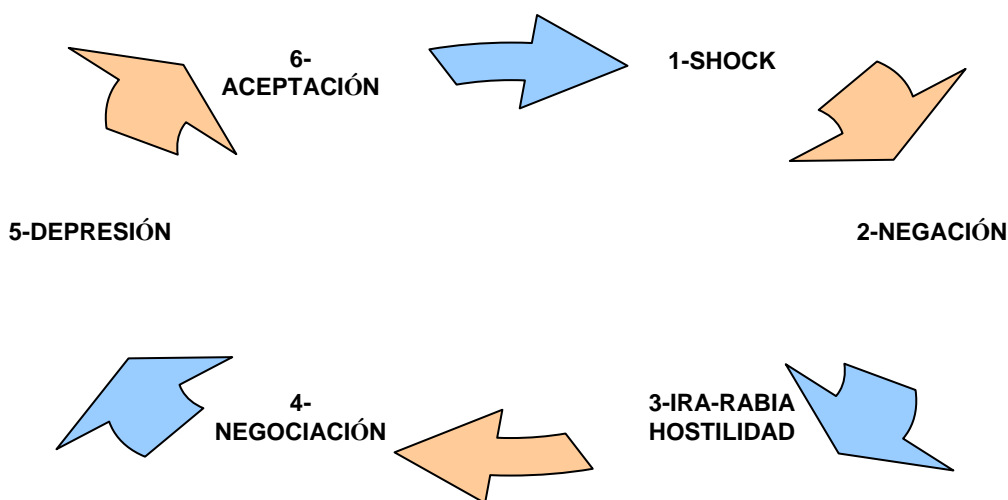 1-SHOCK
2-NEGACIÓN
3-IRA-RABIA
HOSTILIDAD
4-
NEGOCIACIÓN
5-DEPRESIÓN
6-
ACEPTACIÓN